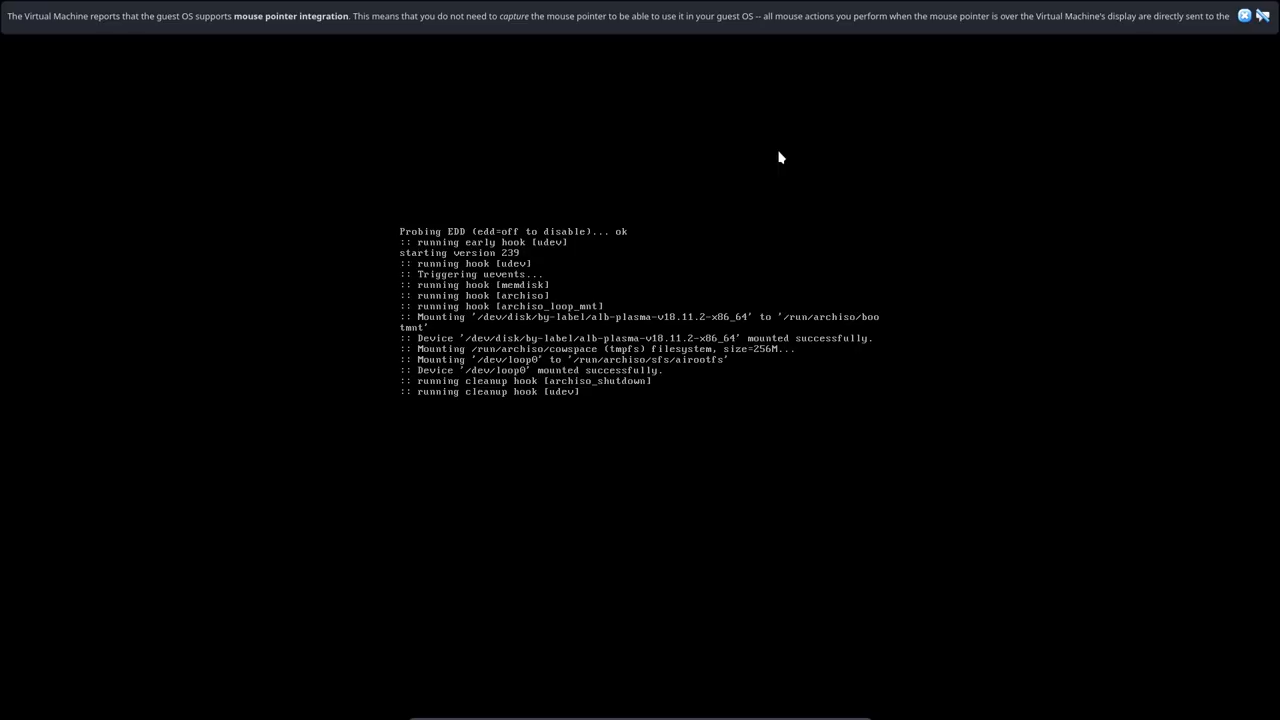 The Virtual Machine reports that the guest OS supports mouse pointer integration. This means that you do not need to capture the mouse pointer to be able to use it in your guest OS -- all mouse actions you perform when the mouse pointer is over the Virtual Machine's display are directly sent to the
Probing EDD (edd=off to disable)... ok
:: running early hook [udev]
starting version 239
:: running hook [udev]
:: Triggering uevents...
:: running hook [memdisk]
:: running hook [archiso]
:: running hook [archiso_loop_mnt]
:: Mounting '/dev/disk/by-label/alb-plasma-v18.11.2-x86_64' to '/run/archiso/boo
tmnt'
:: Device '/dev/disk/by-label/alb-plasma-v18.11.2-x86_64' mounted successfully.
:: Mounting /run/archiso/cowspace (tmpfs) filesystem, size=256M...
:: Mounting '/dev/loop0' to '/run/archiso/sfs/airootfs'
:: Device '/dev/loop0' mounted successfully.
:: running cleanup hook [archiso_shutdown]
:: running cleanup hook [udev]